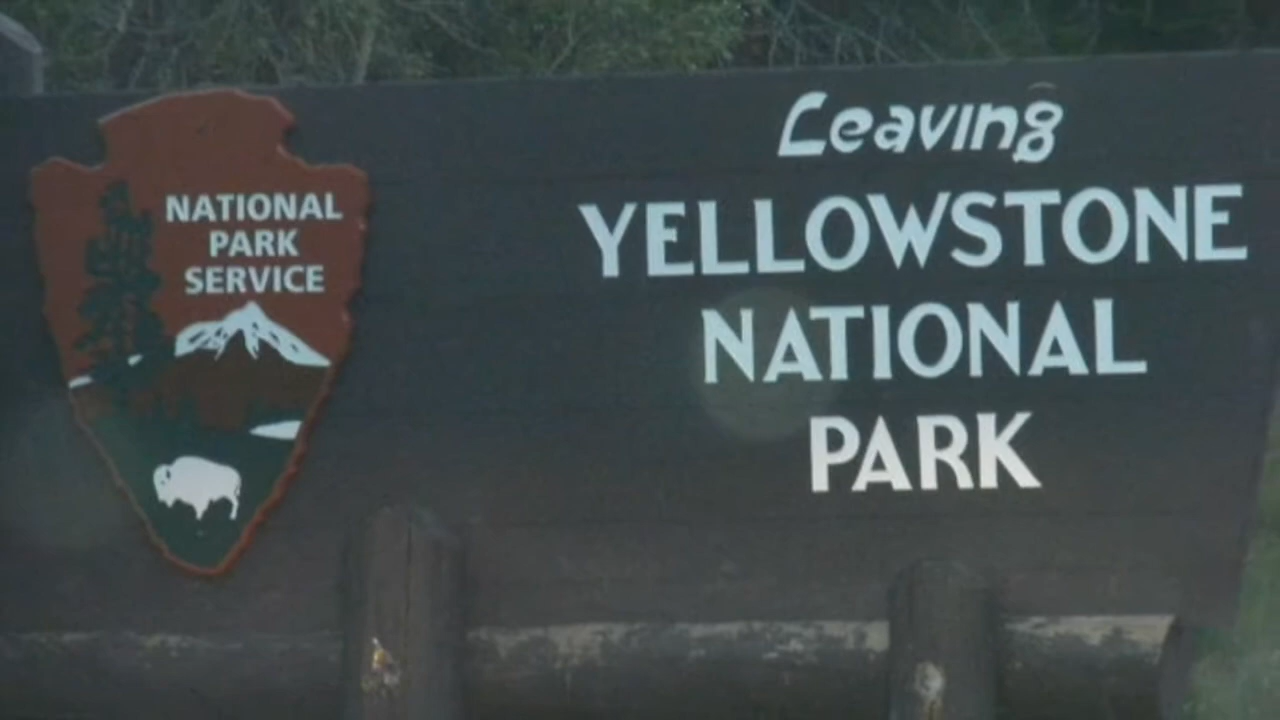 NATIONAL
PARK
SERVICE
Leaving
YELLOWSTONE
NATIONAL
PARK